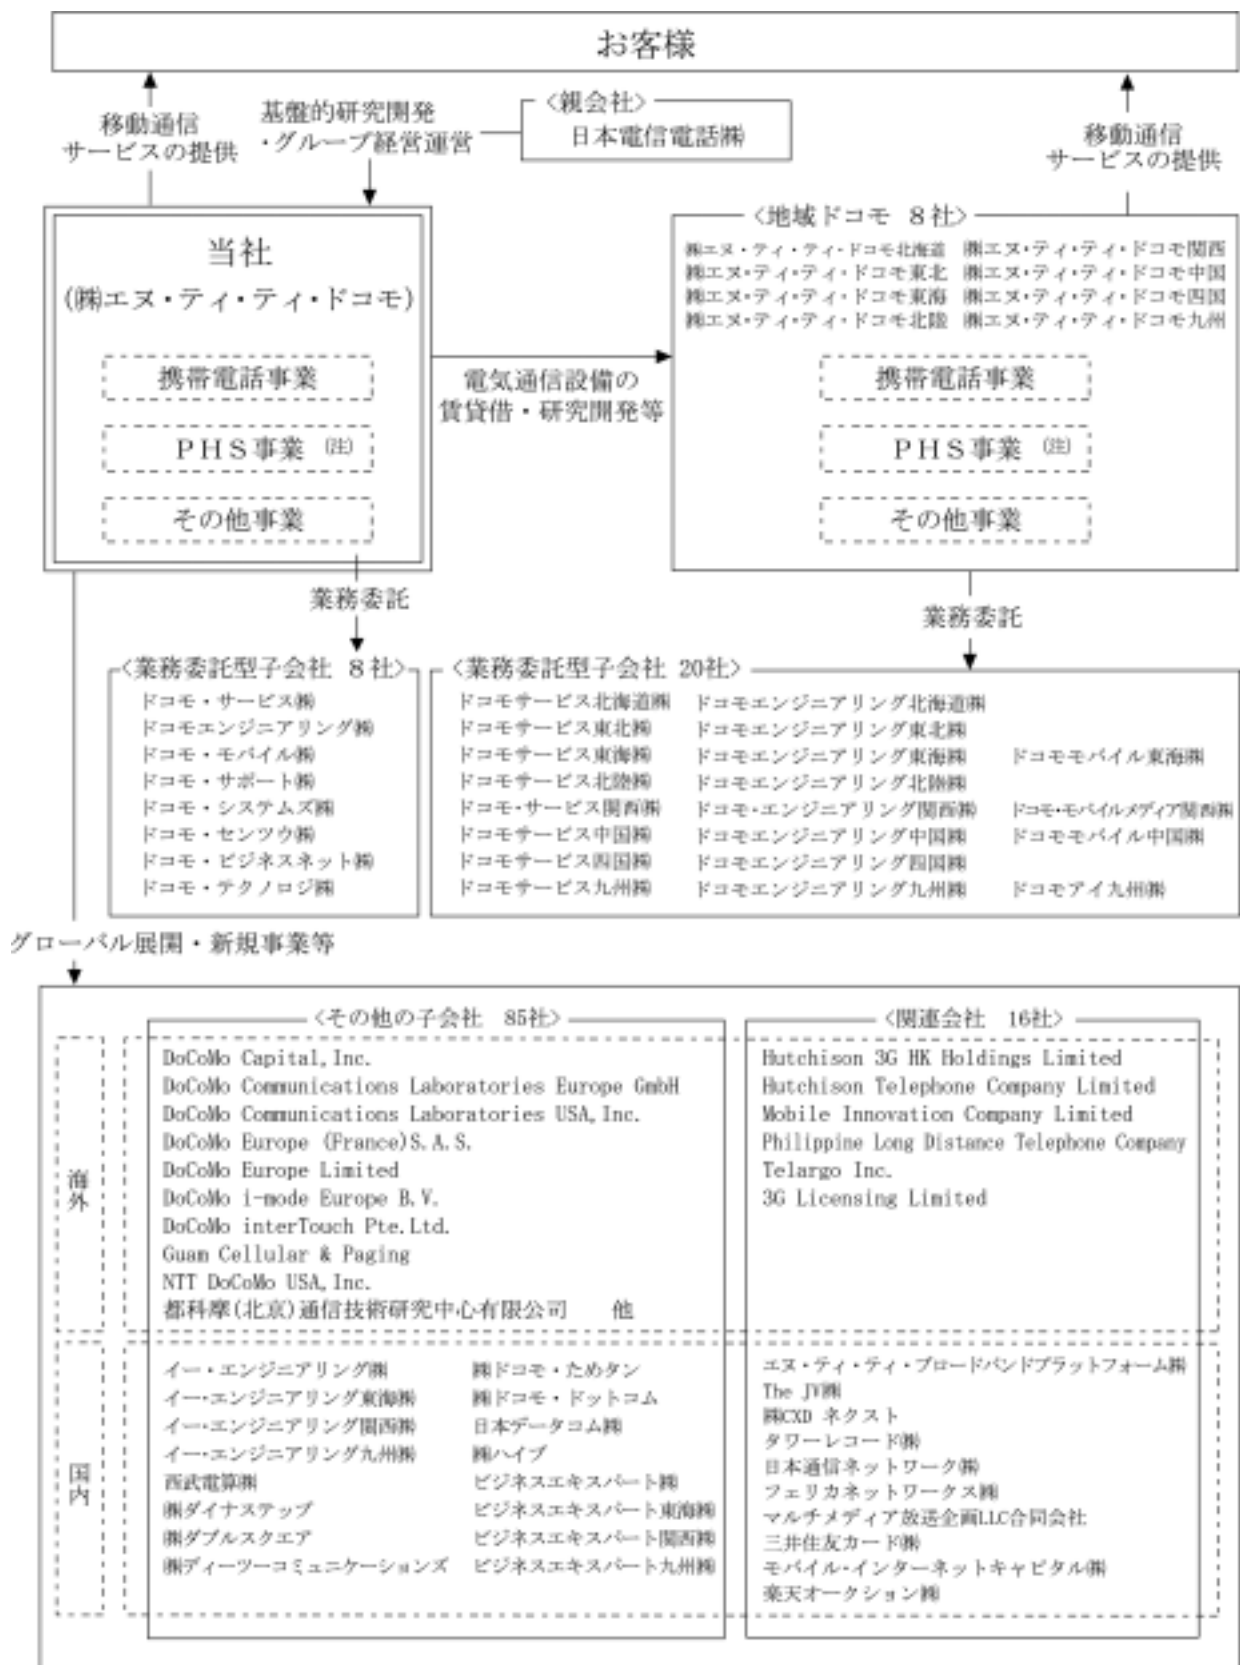 お客様
移動通信
サービスの提供
基盤的研究開発
・グループ経営運営
〈親会社〉
日本電信電話㈱
移動通信
サービスの提供
当社
(㈱エヌ・ティ・ティ・ドコモ)
携帯電話事業
PHS事業 (注)
その他事業
電気通信設備の
賃貸借・研究開発等
〈地域ドコモ 8社〉
㈱エヌ・ティ・ティ・ドコモ北海道 ㈱エヌ・ティ・ティ・ドコモ関西
㈱エヌ・ティ・ティ・ドコモ東北 ㈱エヌ・ティ・ティ・ドコモ中国
㈱エヌ・ティ・ティ・ドコモ東海 ㈱エヌ・ティ・ティ・ドコモ四国
㈱エヌ・ティ・ティ・ドコモ北陸 ㈱エヌ・ティ・ティ・ドコモ九州
携帯電話事業
PHS事業 (注)
その他事業
業務委託
業務委託
〈業務委託型子会社 8社〉
ドコモ・サービス㈱
ドコモエンジニアリング㈱
ドコモ・モバイル㈱
ドコモ・サポート㈱
ドコモ・システムズ㈱
ドコモ・センツウ㈱
ドコモ・ビジネスネット㈱
ドコモ・テクノロジ㈱
〈業務委託型子会社 20社〉
ドコモサービス北海道㈱ ドコモエンジニアリング北海道㈱
ドコモサービス東北㈱ ドコモエンジニアリング東北㈱
ドコモサービス東海㈱ ドコモエンジニアリング東海㈱ ドコモモバイル東海㈱
ドコモサービス北陸㈱ ドコモエンジニアリング北陸㈱
ドコモ・サービス関西㈱ ドコモ・エンジニアリング関西㈱ ドコモ・モバイルメディア関西㈱
ドコモサービス中国㈱ ドコモエンジニアリング中国㈱ ドコモモバイル中国㈱
ドコモサービス四国㈱ ドコモエンジニアリング四国㈱
ドコモサービス九州㈱ ドコモエンジニアリング九州㈱ ドコモアイ九州㈱
グローバル展開・新規事業等
〈その他の子会社 85社〉
〈関連会社 16社〉
海外
DoCoMo Capital,Inc.
DoCoMo Communications Laboratories Europe GmbH
DoCoMo Communications Laboratories USA,Inc.
DoCoMo Europe (France)S.A.S.
DoCoMo Europe Limited
DoCoMo i-mode Europe B.V.
DoCoMo interTouch Pte.Ltd.
Guam Cellular & Paging
NTT DoCoMo USA,Inc.
都科摩(北京)通信技術研究中心有限公司 他
Hutchison 3G HK Holdings Limited
Hutchison Telephone Company Limited
Mobile Innovation Company Limited
Philippine Long Distance Telephone Company
Telargo Inc.
3G Licensing Limited
国内
イー・エンジニアリング㈱ ㈱ドコモ・ためタン
イー・エンジニアリング東海㈱ ㈱ドコモ・ドットコム
イー・エンジニアリング関西㈱ 日本データコム㈱
イー・エンジニアリング九州㈱ ㈱ハイブ
西武電算㈱ ビジネスエキスパート㈱
㈱ダイナステップ ビジネスエキスパート東海㈱
㈱ダブルスクエア ビジネスエキスパート関西㈱
㈱ディーツーコミュニケーションズ ビジネスエキスパート九州㈱
エヌ・ティ・ティ・ブロードバンドプラットフォーム㈱
The JV㈱
㈱CXD ネクスト
タワーレコード㈱
日本通信ネットワーク㈱
フェリカネットワークス㈱
マルチメディア放送企画LLC合同会社
三井住友カード㈱
モバイル・インターネットキャピタル㈱
楽天オークション㈱